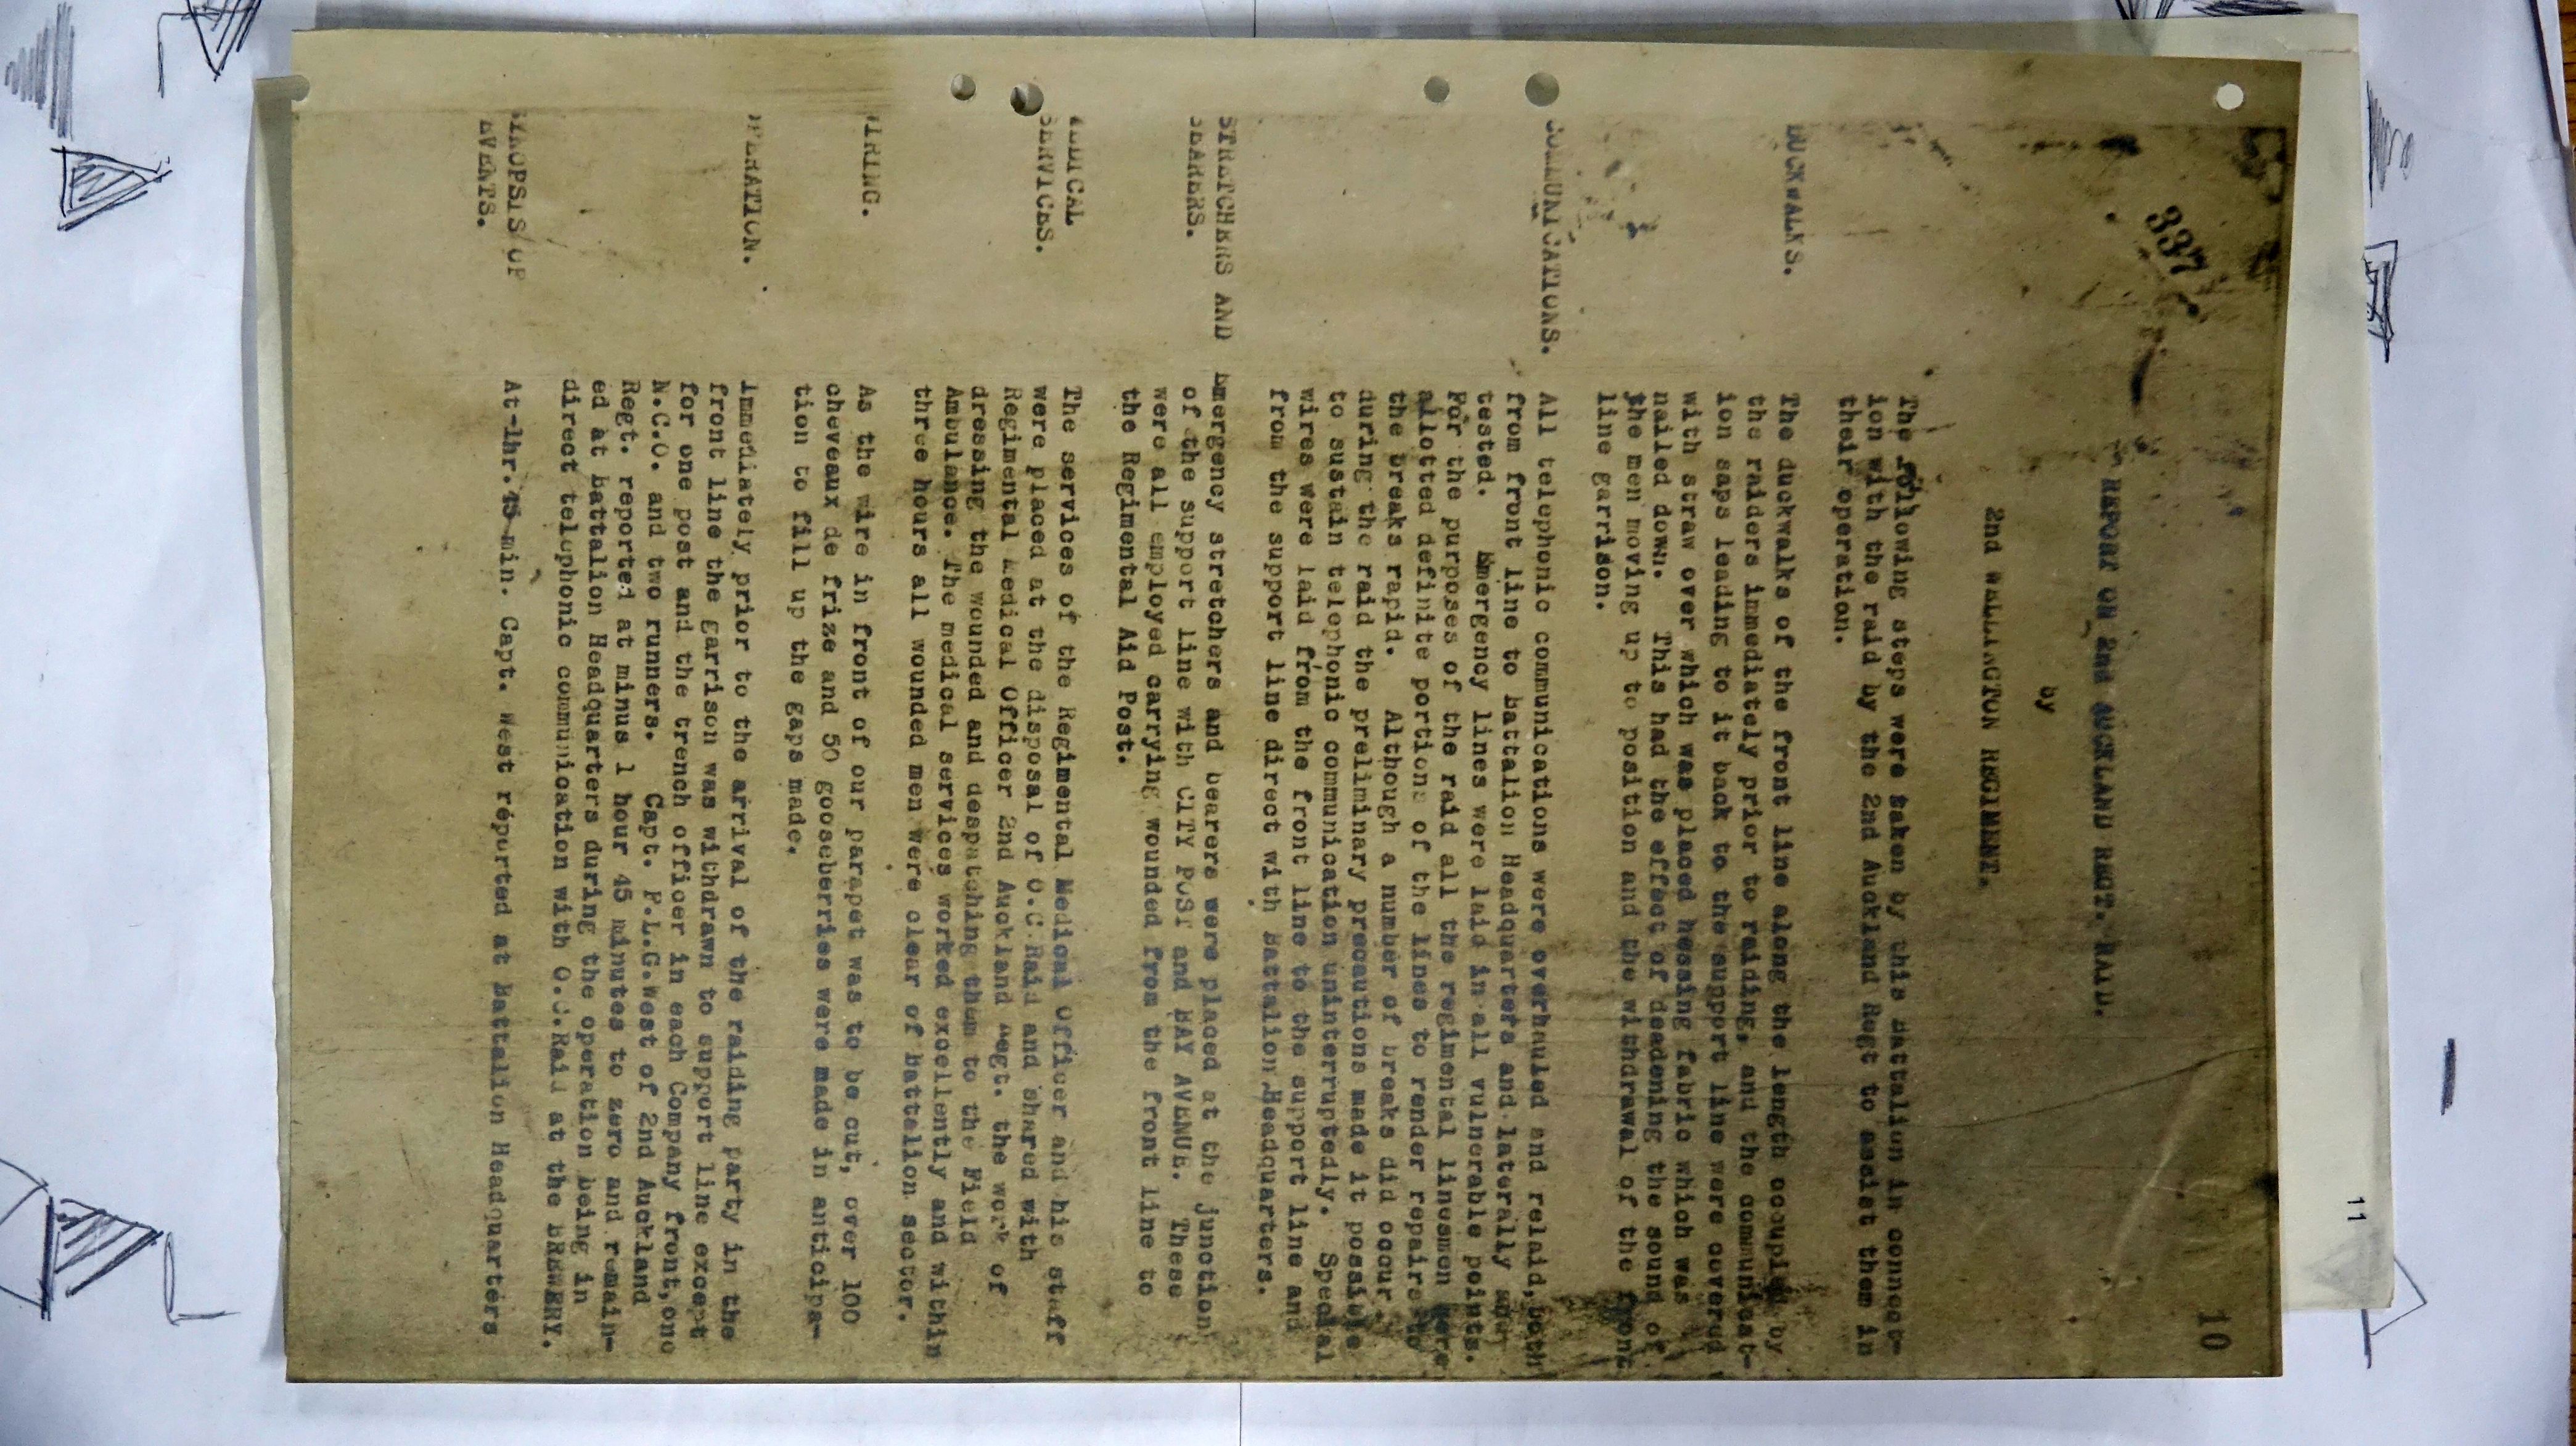 10
11
337
REPORT ON 2nd AUCKLAND REGT. RAID.
by
2nd WELLINGTON REGIMENT.
The following steps were taken by this Battalion in connect-
ion with the raid by the 2nd Auckland Regt to assist them in
their operation.
DUCKWALKS.
The duckwalks of the front line along the length occupied by
the raiders immediately prior to raiding, and the communicat-
ion saps leading to it back to the support line were covered
with straw over which was placed hessing fabric which was
nailed down. This had the effect of deadening the sound of
the men moving up to position and the withdrawal of the front
line garrison.
COMMUNICATIONS.
All telephonic communications were overhauled and relaid, both
from front line to battalion Headquarters and laterally and
tested. Emergency lines were laid in all vulnerable points.
For the purposes of the raid all the regimental linesmen were
allotted definite portions of the lines to render repairs to
the breaks rapid. Although a number of breaks did occur
during the raid the preliminary precautions made it possible
to sustain telephonic communication uninterruptedly. Special
wires were laid from the front line to the support line and
from the support line direct with Battalion Headquarters.
STRETCHERS AND
BEARERS.
Emergency stretchers and bearers were placed at the junction
of the support line with CITY POST and BAY AVENUE. These
were all employed carrying wounded from the front line to
the Regimental Aid Post.
MEDICAL
SERVICES.
The services of the Regimental Medical Officer and his staff
were placed at the disposal of O.C.Raid and shared with
Regimental Medical Officer 2nd Auckland Regt. the work of
dressing the wounded and despatching them to the Field
Ambulance. The medical services worked excellently and within
three hours all wounded men were clear of battalion sector.
WIRING.
As the wire in front of our parapet was to be cut, over 100
cheveaux de frize and 50 gooseberries were made in anticipa-
tion to fill up the gaps made.
OPERATION.
Immediately prior to the arrival of the raiding party in the
front line the garrison was withdrawn to support line except
for one post and the trench officer in each Company front, one
N.C.O. and two runners. Capt. P.L.G.West of 2nd Auckland
Regt. reported at minus 1 hour 45 minutes to zero and remain-
ed at Battalion Headquarters during the operation being in
direct telephonic communication with O.C.Raid at the BREWERY.
SYNOPSIS OF
EVENTS.
At-1hr.45 min. Capt. West reported at Battalion Headquarters